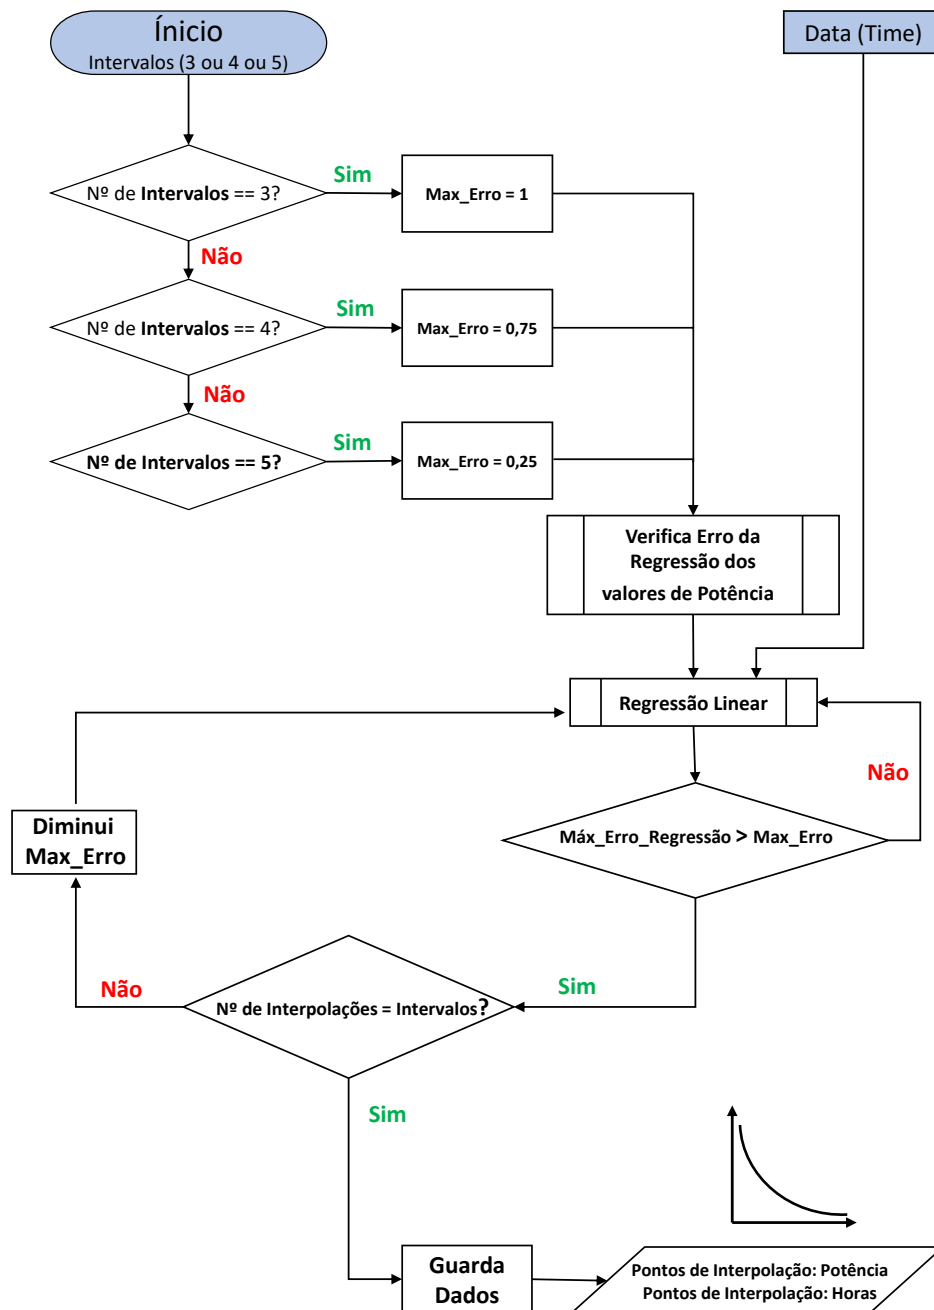 Ínicio
Intervalos (3 ou 4 ou 5)
Data (Time)
Nº de Intervalos == 3?
Sim
Max_Erro = 1
Não
Nº de Intervalos == 4?
Sim
Max_Erro = 0,75
Não
Nº de Intervalos == 5?
Sim
Max_Erro = 0,25
Verifica Erro da
Regressão dos
valores de Potência
Regressão Linear
Não
Máx_Erro_Regressão > Max_Erro
Diminui
Max_Erro
Sim
Não
Nº de Interpolações = Intervalos?
Sim
Guarda
Dados
Pontos de Interpolação: Potência
Pontos de Interpolação: Horas